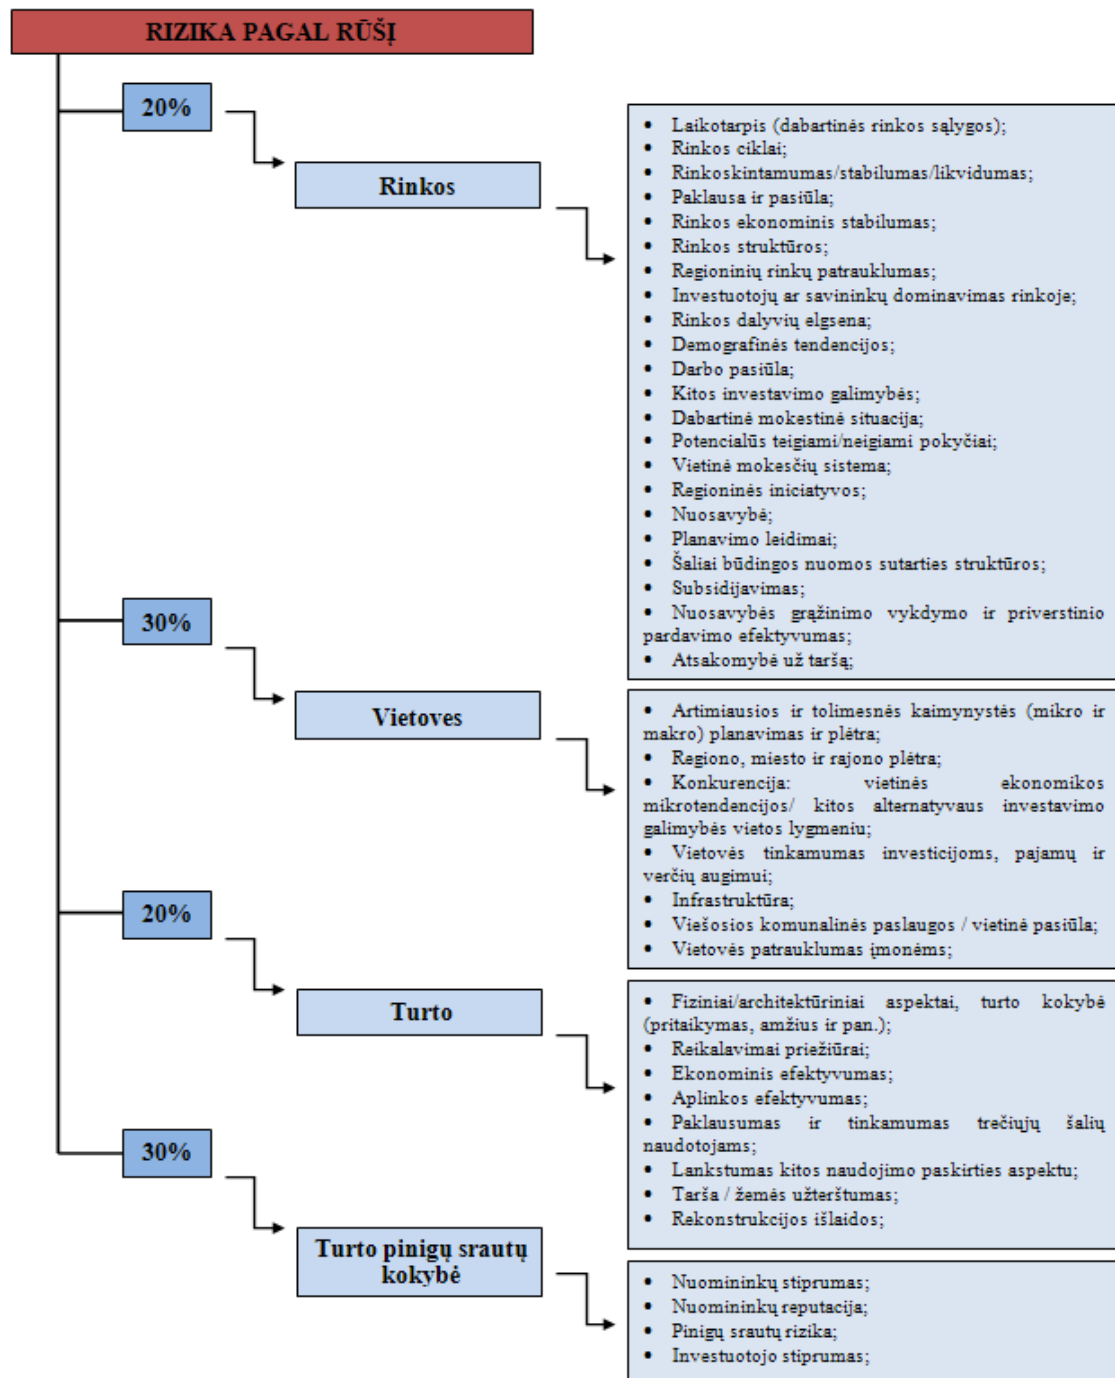 RIZIKA PAGAL RŪŠĮ
20%
Rinkos
• Laikotarpis (dabartinės rinkos sąlygos);
• Rinkos ciklai;
• Rinkoskintamumas/stabilumas/likvidumas;
• Paklausa ir pasiūla;
• Rinkos ekonominis stabilumas;
• Rinkos struktūros;
• Regioninių rinkų patrauklumas;
• Investuotojų ar savininkų dominavimas rinkoje;
• Rinkos dalyvių elgsena;
• Demografinės tendencijos;
• Darbo pasiūla;
• Kitos investavimo galimybės;
• Dabartinė mokestinė situacija;
• Potencialūs teigiami/neigiami pokyčiai;
• Vietinė mokesčių sistema;
• Regioninės iniciatyvos;
• Nuosavybė;
• Planavimo leidimai;
• Šaliai būdingos nuomos sutarties struktūros;
• Subsidijavimas;
• Nuosavybės grąžinimo vykdymo ir priverstinio
pardavimo efektyvumas;
• Atsakomybė už taršą;
30%
Vietoves
• Artimiausios ir tolimesnės kaimynystės (mikro ir
makro) planavimas ir plėtra;
• Regiono, miesto ir rajono plėtra;
• Konkurencija: vietinės ekonomikos
mikrotendencijos/ kitos alternatyvaus investavimo
galimybės vietos lygmeniu;
• Vietovės tinkamumas investicijoms, pajamų ir
verčių augimui;
• Infrastruktūra;
• Viešosios komunalinės paslaugos / vietinė pasiūla;
• Vietovės patrauklumas įmonėms;
20%
Turto
• Fiziniai/architektūriniai aspektai, turto kokybė
(pritaikymas, amžius ir pan.);
• Reikalavimai priežiūrai;
• Ekonominis efektyvumas;
• Aplinkos efektyvumas;
• Paklausumas ir tinkamumas trečiųjų šalių
naudotojams;
• Lankstumas kitos naudojimo paskirties aspektu;
• Tarša / žemės užterštumas;
• Rekonstrukcijos išlaidos;
30%
Turto pinigų srautų
kokybė
• Nuomininkų stiprumas;
• Nuomininkų reputacija;
• Pinigų srautų rizika;
• Investuotojo stiprumas;